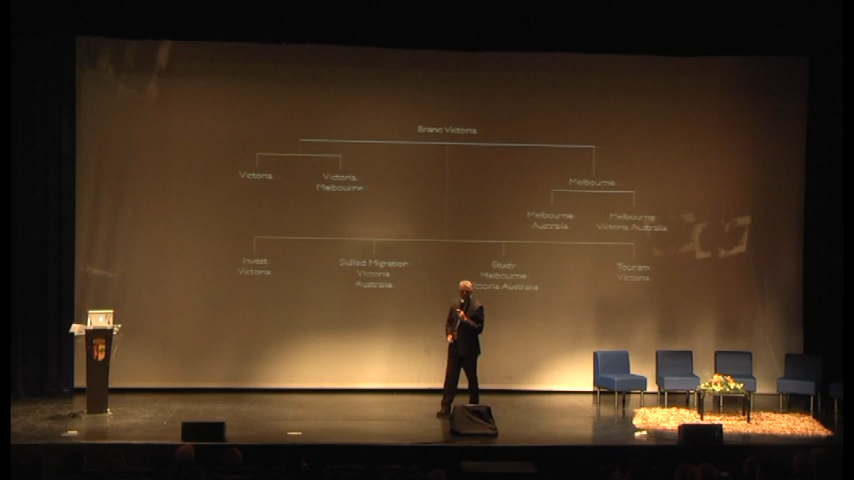 Brand Victoria
Victoria
Victoria
Melbourne
Melbourne
Melbourne
Australia
Melbourne
Victoria Australia
Invest
Victoria
Skilled Migration
Victoria
Australia
Study
Melbourne
Victoria Australia
Tourism
Victoria